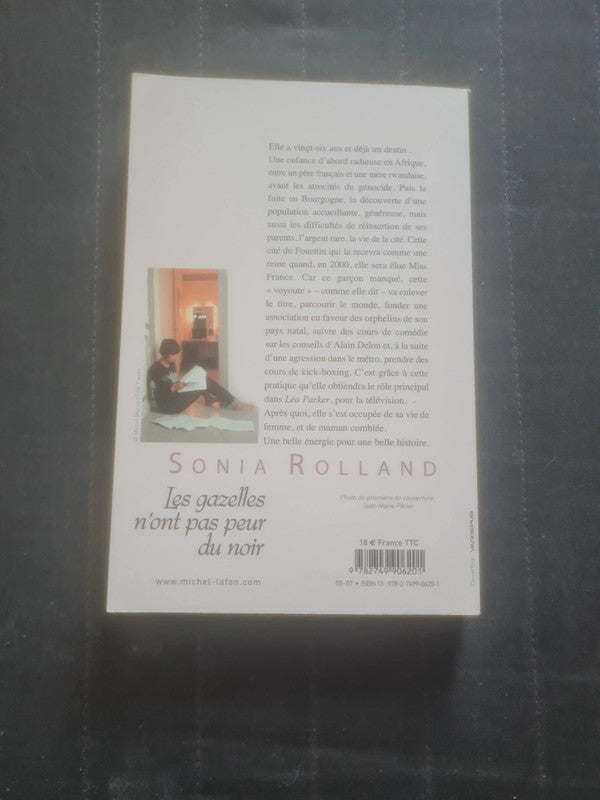 Elle a vingt-six ans et déjà un destin...
Une enfance d'abord radieuse en Afrique,
entre un père français et une mère rwandaise,
avant les atrocités du génocide. Puis la
fuite en Bourgogne, la découverte d'une
population accueillante, généreuse, mais
aussi les difficultés de réinsertion de ses
parents, l'argent rare, la vie de la cité. Cette
cité du Fouettin qui la recevra comme une
reine quand, en 2000, elle sera élue Miss
France. Car ce garçon manqué, cette
« voyoute » – comme elle dit – va enlever
le titre, parcourir le monde, fonder une
association en faveur des orphelins de son
pays natal, suivre des cours de comédie
sur les conseils d'Alain Delon et, à la suite
d'une agression dans le métro, prendre des
cours de kick-boxing. C'est grâce à cette
pratique qu'elle obtiendra le rôle principal
dans Léo Parker, pour la télévision.
Après quoi, elle s'est occupée de sa vie de
femme, et de maman comblée.
Une belle énergie pour une belle histoire.
SONIA ROLLAND
Les gazelles
n'ont pas peur
du noir
Photo de première de couverture :
Jean-Marie Périer
18 € France TTC
9 782749 906201
www.michel-lafon.com
05-07 • ISBN 13 : 978-2-7499-0620-1